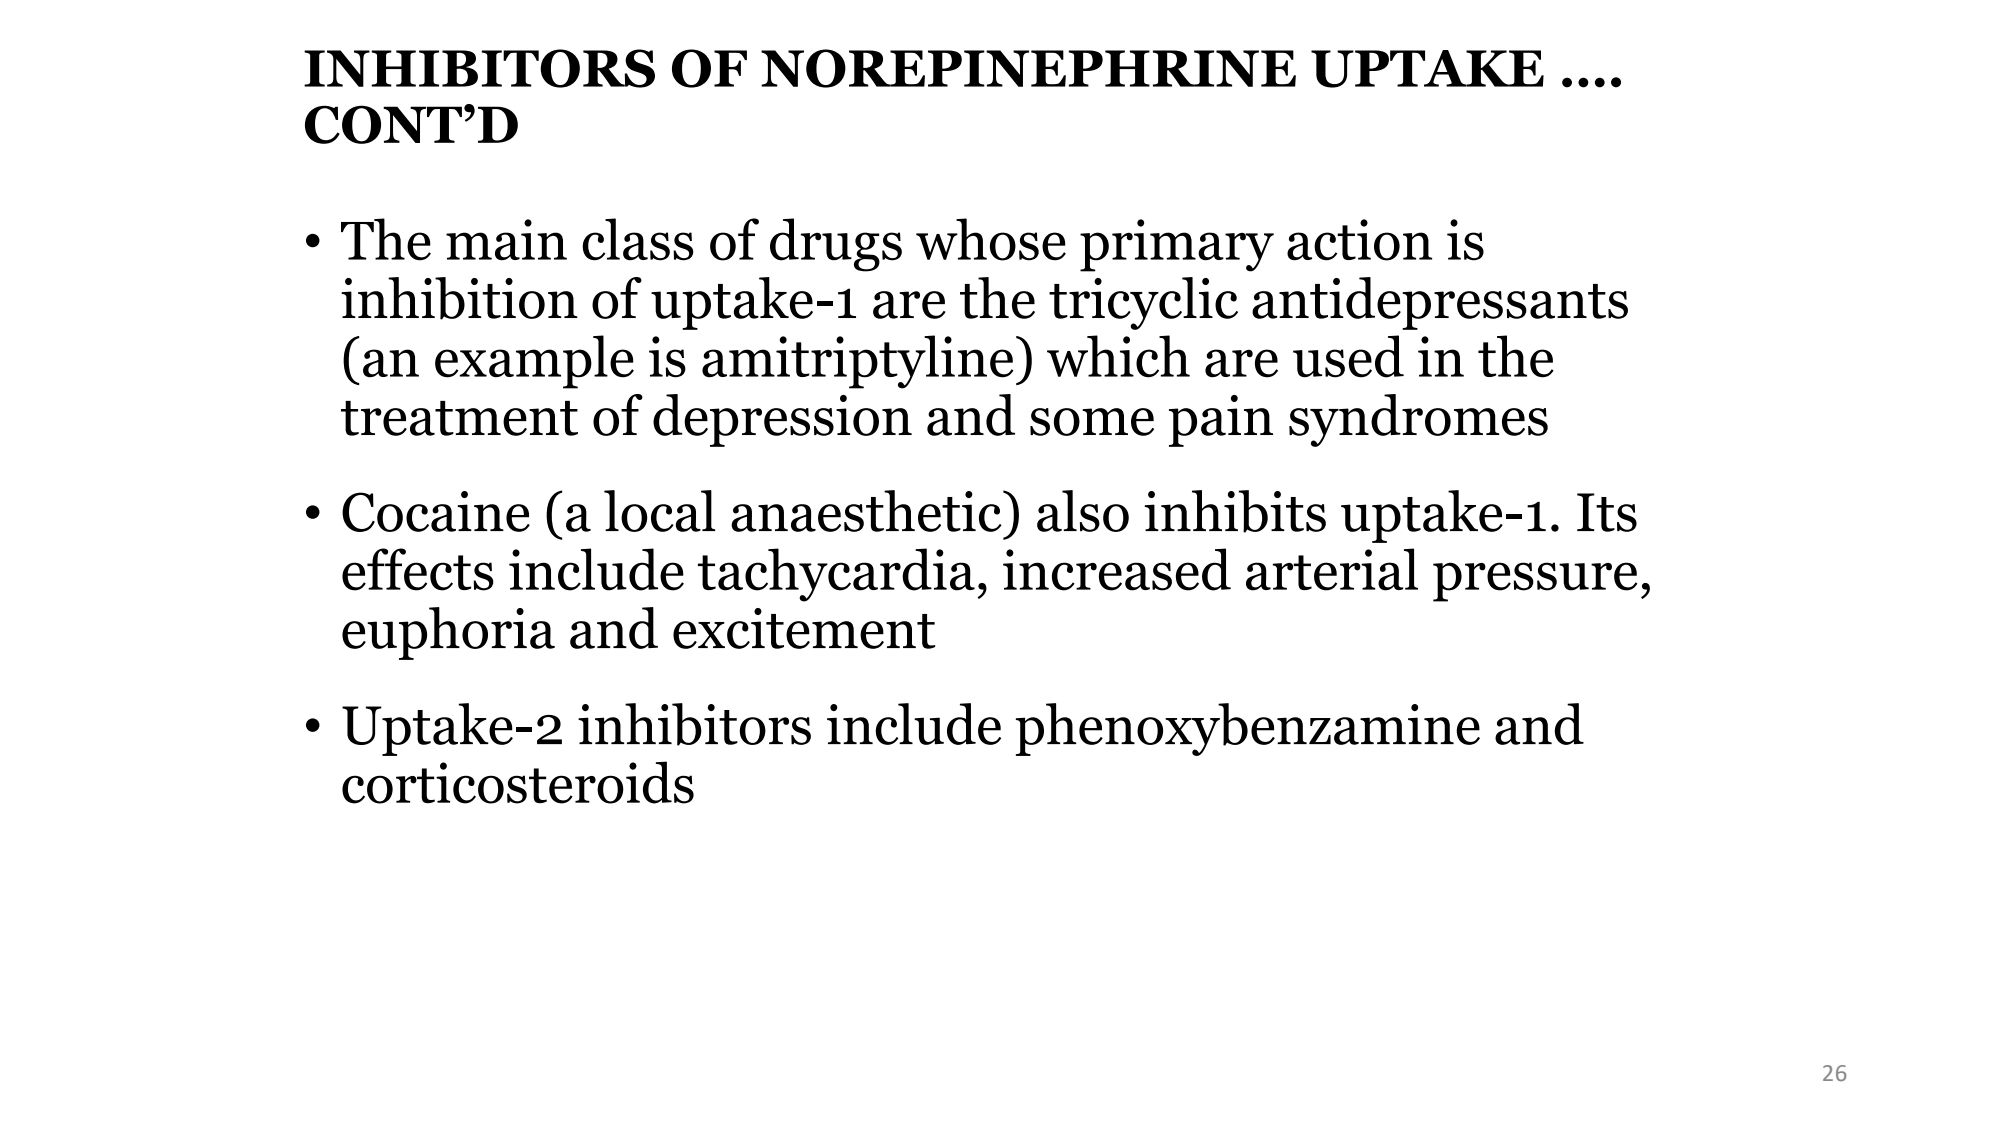 INHIBITORS OF NOREPINEPHRINE UPTAKE ….
CONT’D
• The main class of drugs whose primary action is
inhibition of uptake-1 are the tricyclic antidepressants
(an example is amitriptyline) which are used in the
treatment of depression and some pain syndromes
• Cocaine (a local anaesthetic) also inhibits uptake-1. Its
effects include tachycardia, increased arterial pressure,
euphoria and excitement
• Uptake-2 inhibitors include phenoxybenzamine and
corticosteroids
26